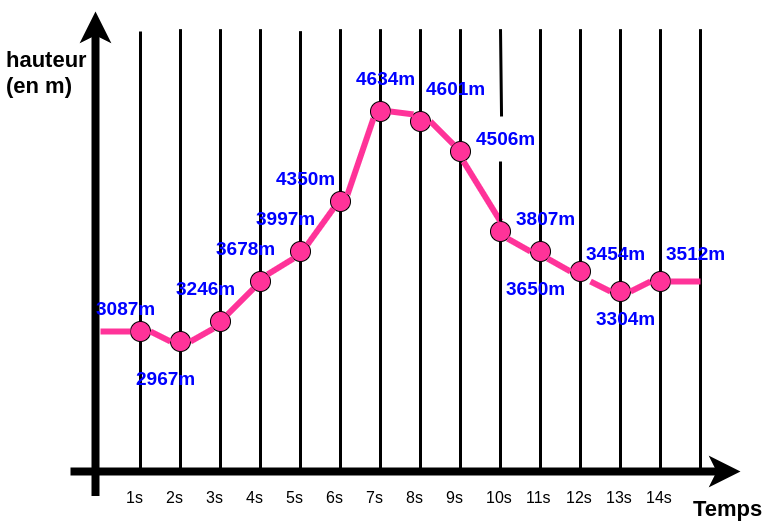 hauteur
(en m)
4634m
4601m
4506m
4350m
3997m
3807m
3678m
3454m
3512m
3246m
3650m
3087m
3304m
2967m
1s 2s 3s 4s 5s 6s 7s 8s 9s 10s 11s 12s 13s 14s
Temps